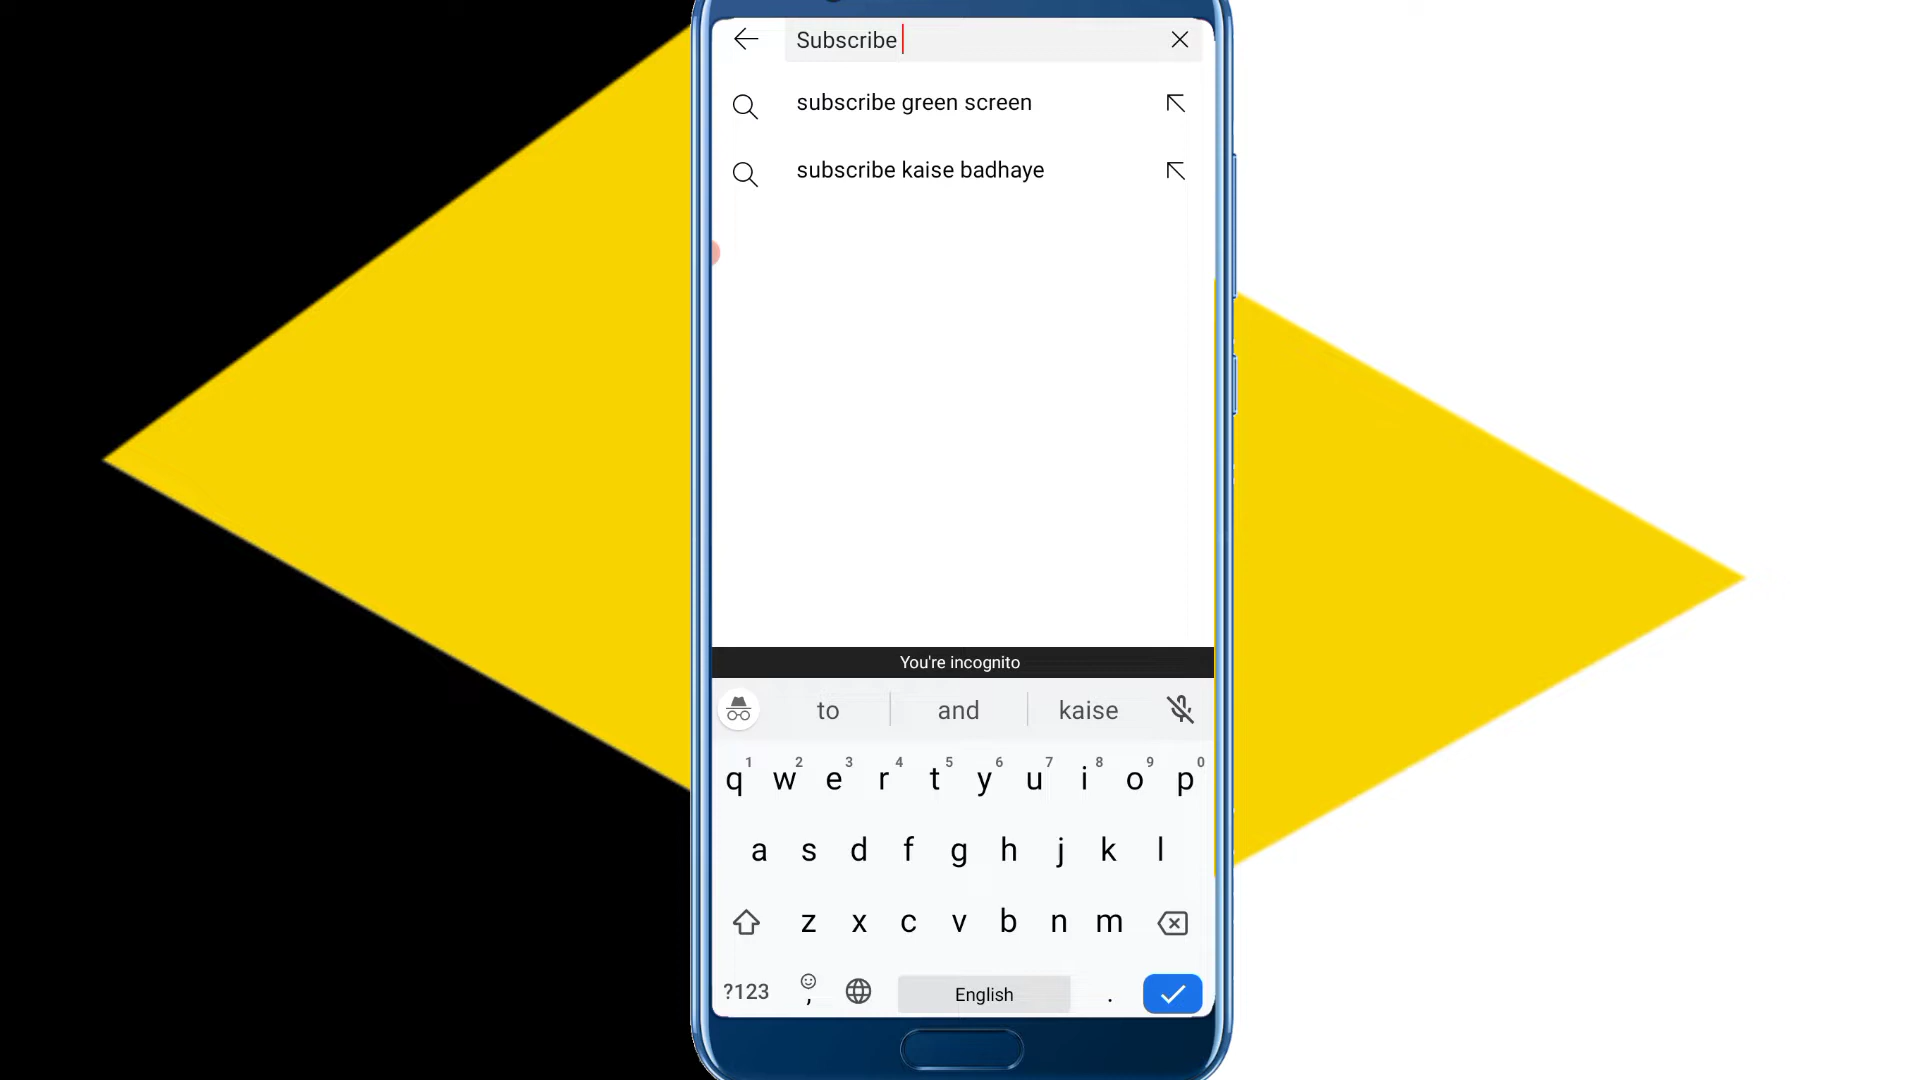 Subscribe
subscribe green screen
subscribe kaise badhaye
You're incognito
to and kaise
1 2 3 4 5 6 7 8 9 0
q w e r t y u i o p
a s d f g h j k l
z x c v b n m
?123 , English .